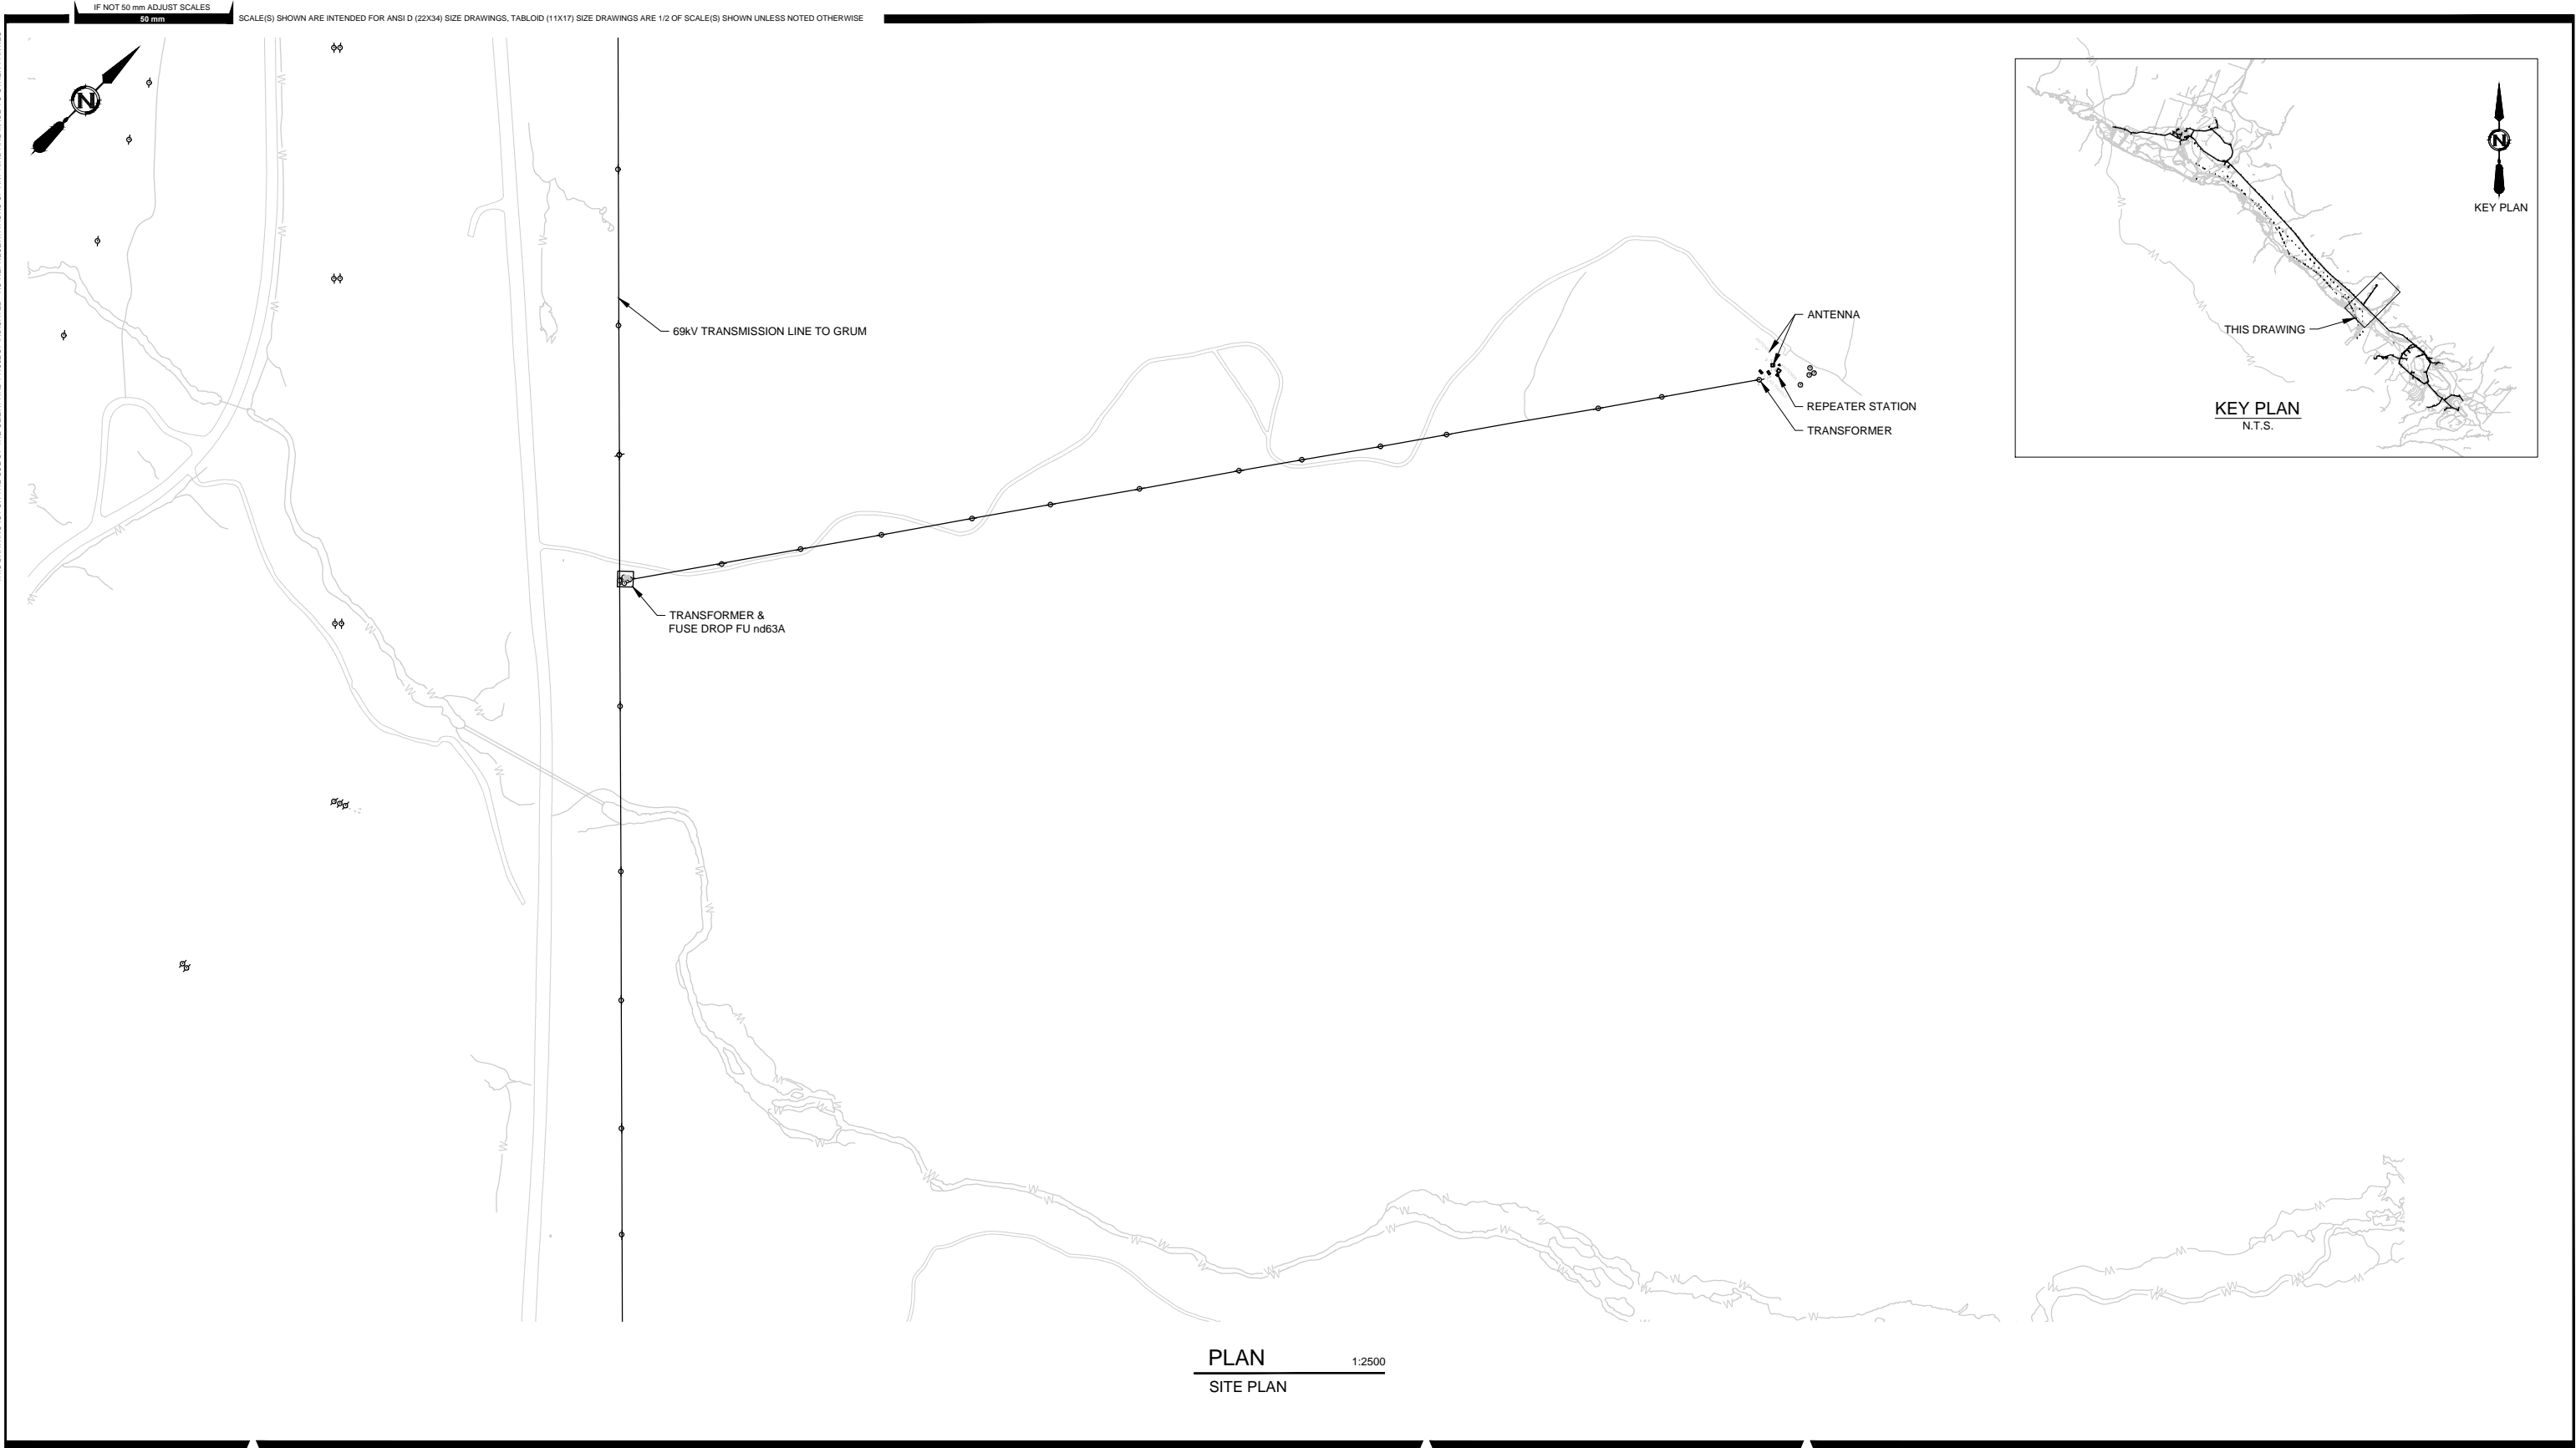 IF NOT 50 mm ADJUST SCALES
50 mm
SCALE(S) SHOWN ARE INTENDED FOR ANSI D (22X34) SIZE DRAWINGS, TABLOID (11X17) SIZE DRAWINGS ARE 1/2 OF SCALE(S) SHOWN UNLESS NOTED OTHERWISE
N
N
KEY PLAN
THIS DRAWING
KEY PLAN
N.T.S.
69kV TRANSMISSION LINE TO GRUM
ANTENNA
REPEATER STATION
TRANSFORMER
TRANSFORMER &
FUSE DROP FU nd63A
PLAN 1:2500
SITE PLAN